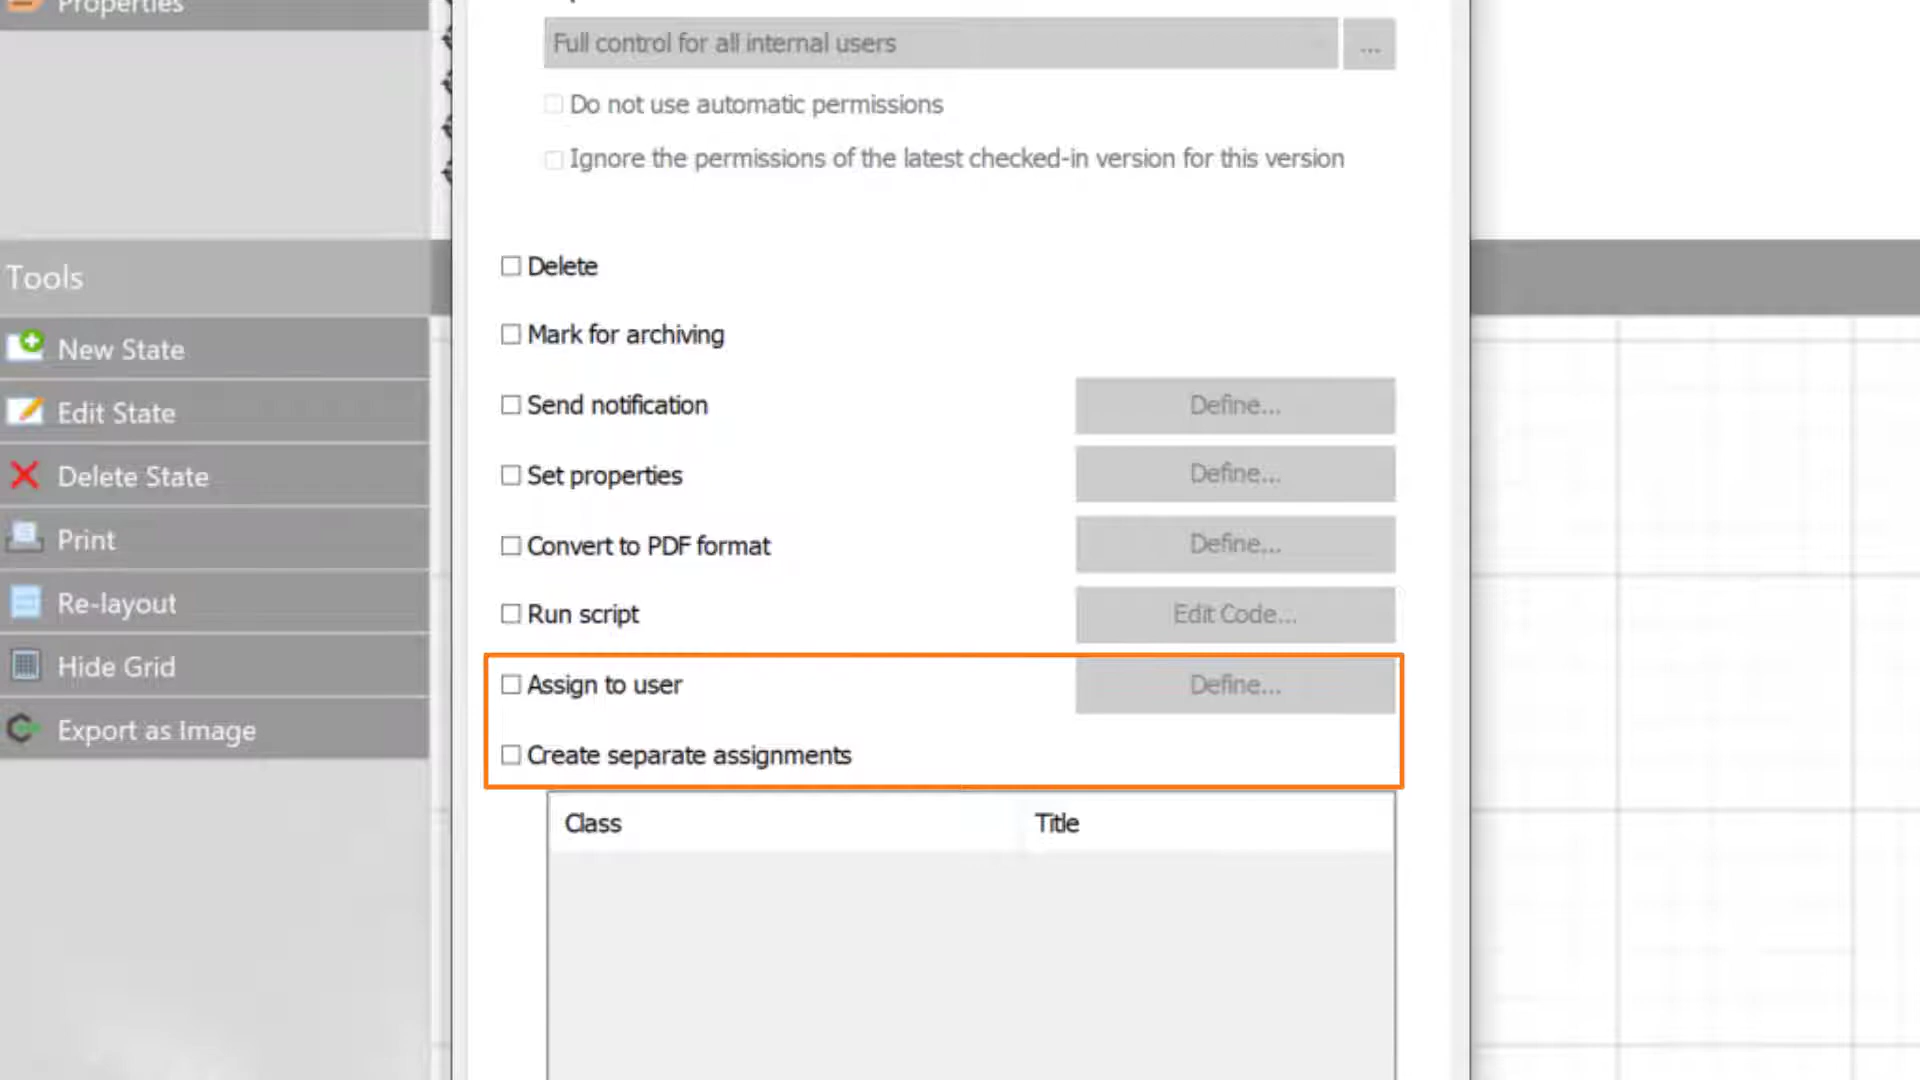 Properties
Full control for all internal users
...
Do not use automatic permissions
Ignore the permissions of the latest checked-in version for this version
Tools
New State
Edit State
Delete State
Print
Re-layout
Hide Grid
Export as Image
Delete
Mark for archiving
Send notification
Define...
Set properties
Define...
Convert to PDF format
Define...
Run script
Edit Code...
Assign to user
Define...
Create separate assignments
Class
Title